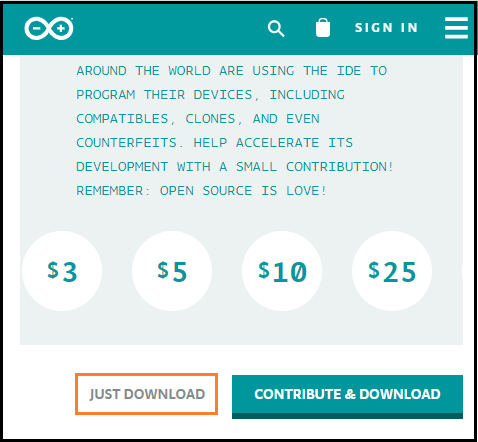 SIGN IN
AROUND THE WORLD ARE USING THE IDE TO
PROGRAM THEIR DEVICES, INCLUDING
COMPATIBLES, CLONES, AND EVEN
COUNTERFEITS. HELP ACCELERATE ITS
DEVELOPMENT WITH A SMALL CONTRIBUTION!
REMEMBER: OPEN SOURCE IS LOVE!
$3 $5 $10 $25
JUST DOWNLOAD CONTRIBUTE & DOWNLOAD